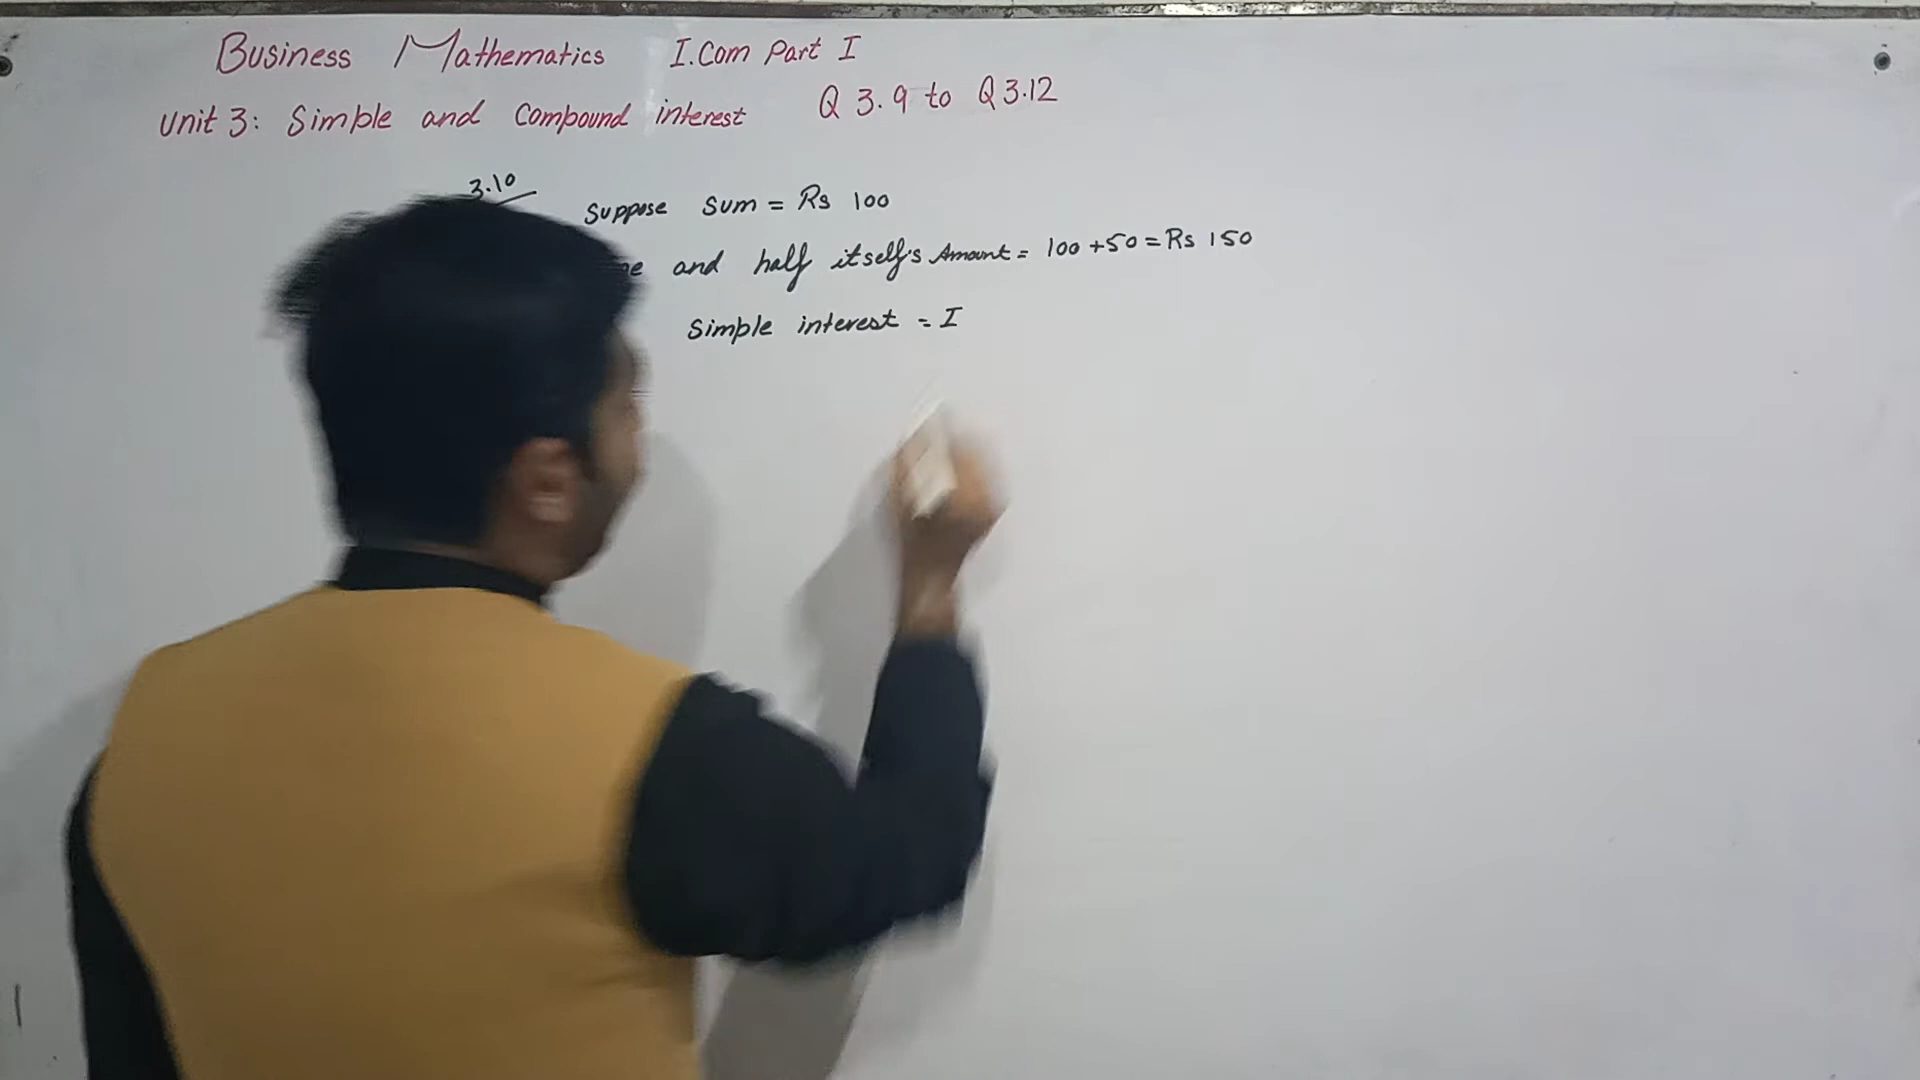 Business Mathematics I.Com Part I
Unit 3: Simple and Compound interest Q 3.9 to Q 3.12
3.10
Suppose Sum = Rs 100
and half itself's Amount = 100 + 50 = Rs 150
Simple interest = I